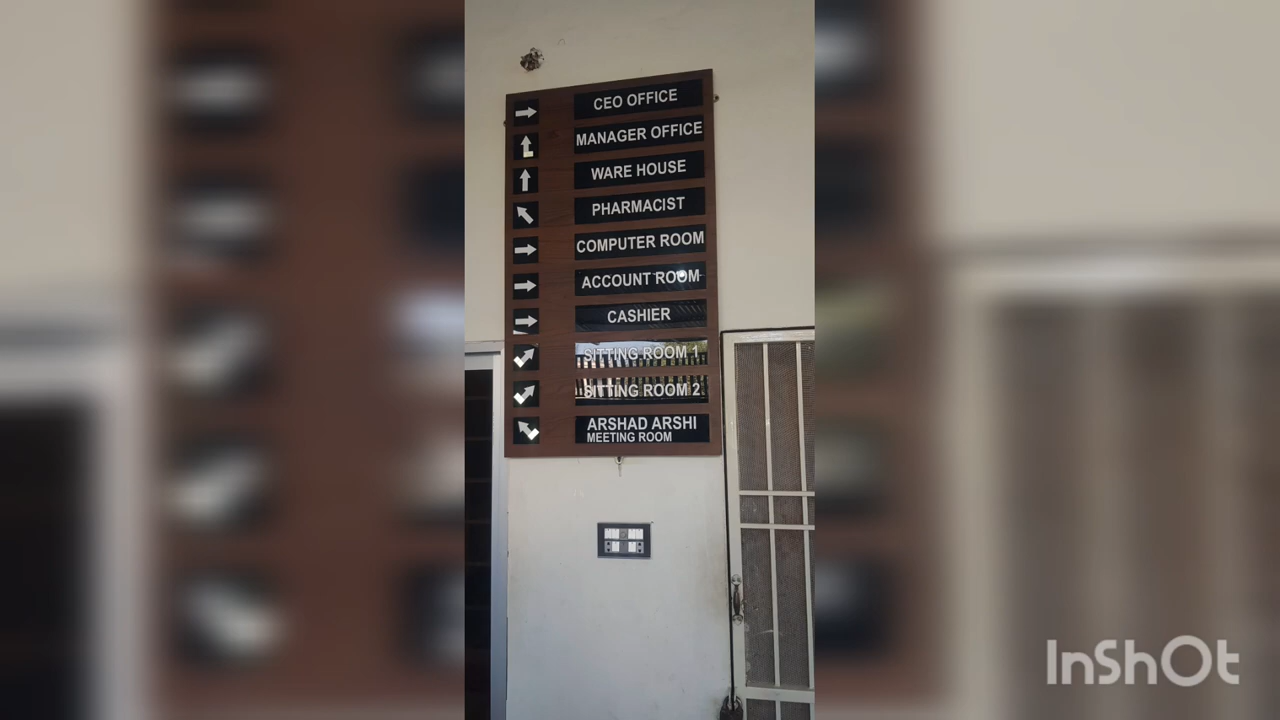 CEO OFFICE
MANAGER OFFICE
WARE HOUSE
PHARMACIST
COMPUTER ROOM
ACCOUNT ROOM
CASHIER
SITTING ROOM 1
SITTING ROOM 2
ARSHAD ARSHI
MEETING ROOM
InShOt